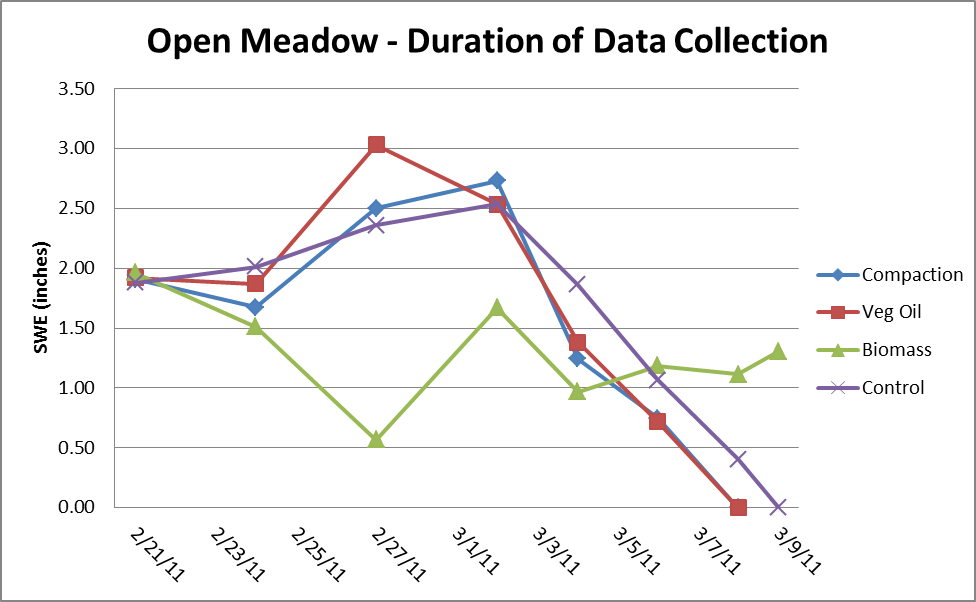 Open Meadow - Duration of Data Collection
SWE (inches)
3.50
3.00
2.50
2.00
1.50
1.00
0.50
0.00
2/21/11
2/23/11
2/25/11
2/27/11
3/1/11
3/3/11
3/5/11
3/7/11
3/9/11
Compaction
Veg Oil
Biomass
Control